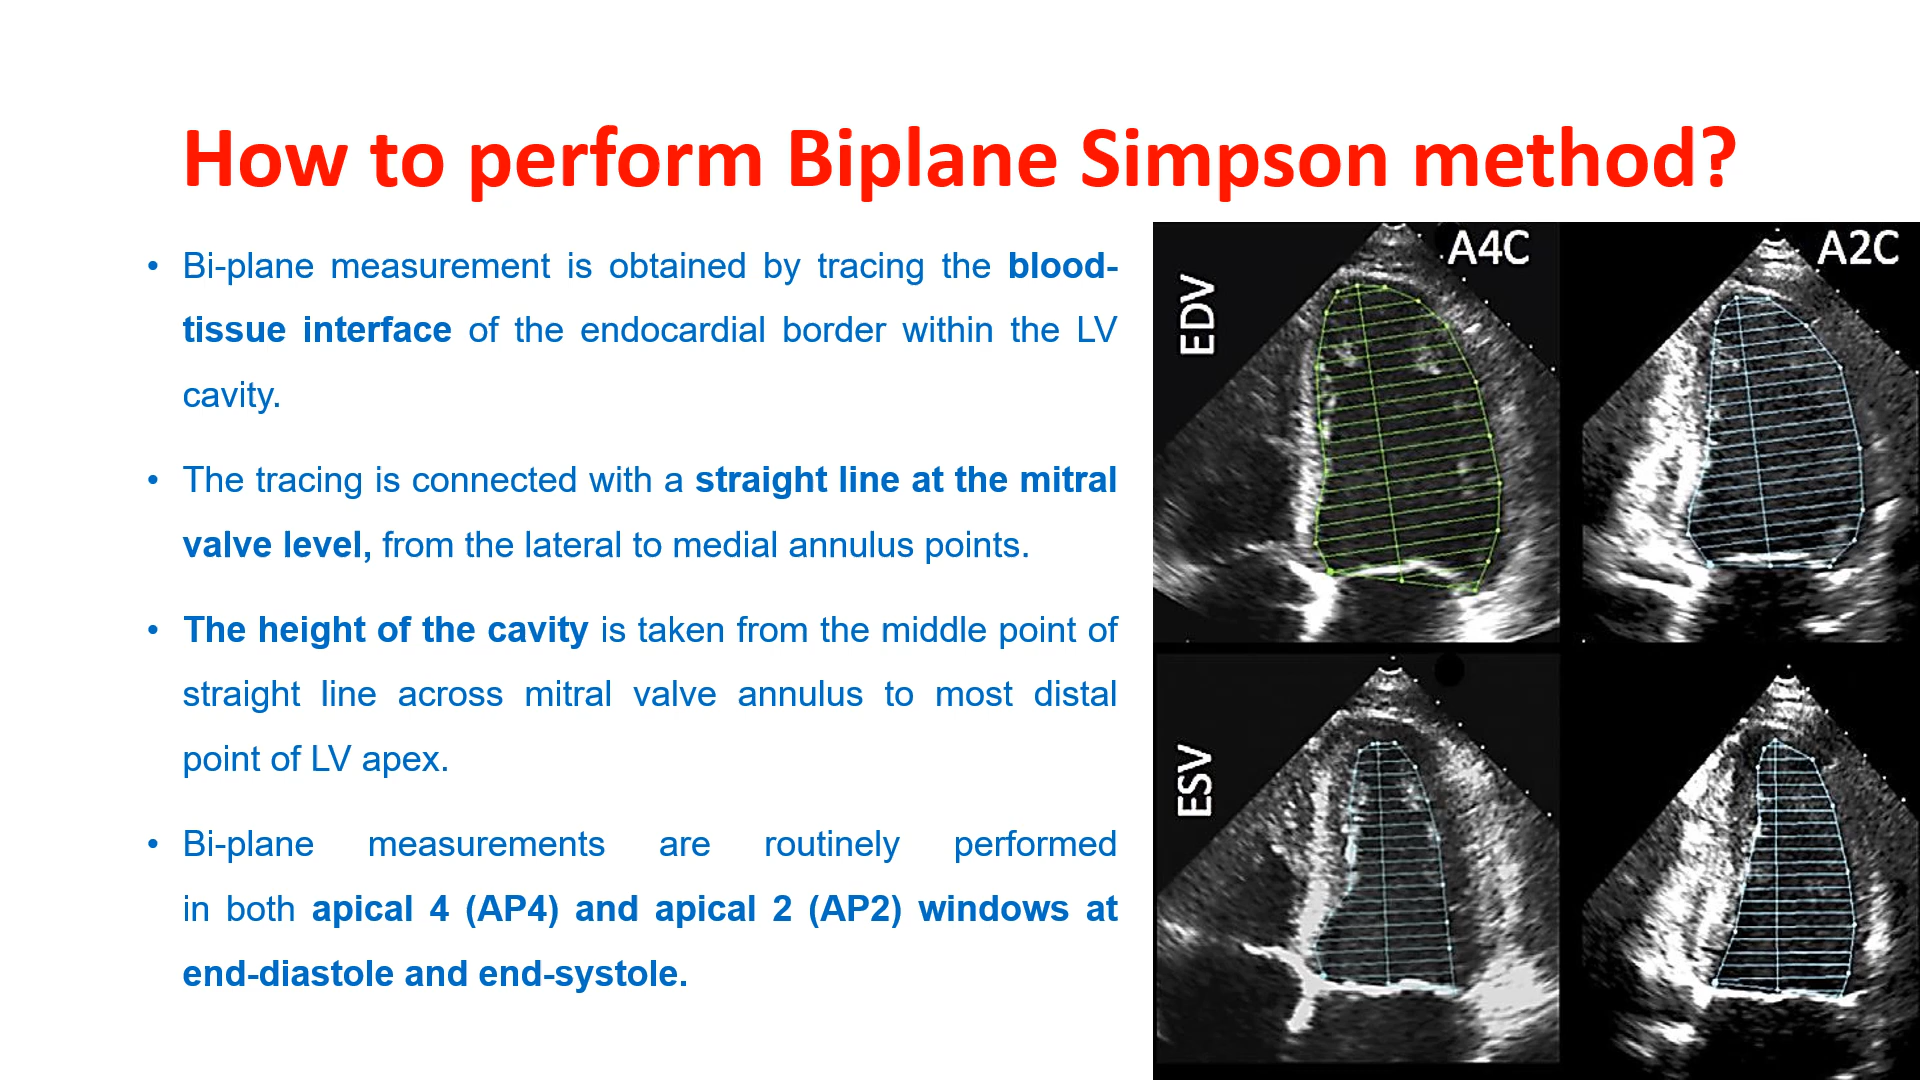 How to perform Biplane Simpson method?
• Bi-plane measurement is obtained by tracing the blood-
tissue interface of the endocardial border within the LV
cavity.
• The tracing is connected with a straight line at the mitral
valve level, from the lateral to medial annulus points.
• The height of the cavity is taken from the middle point of
straight line across mitral valve annulus to most distal
point of LV apex.
• Bi-plane measurements are routinely performed
in both apical 4 (AP4) and apical 2 (AP2) windows at
end-diastole and end-systole.
A4C
A2C
EDV
ESV